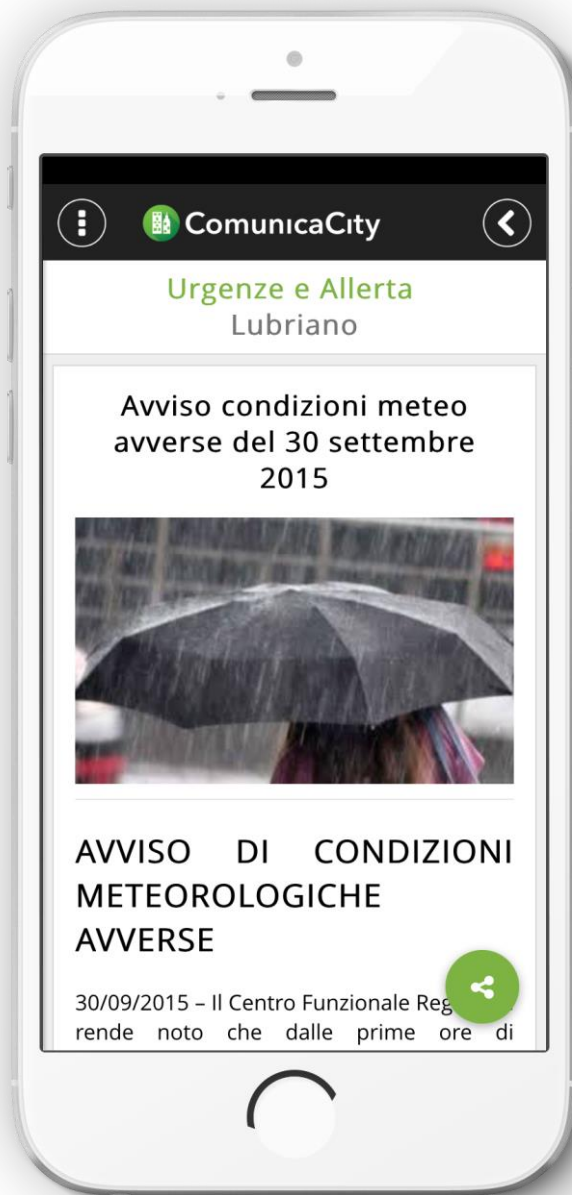 ComunicaCity
Urgenze e Allerta
Lubriano
Avviso condizioni meteo
avverse del 30 settembre
2015
AVVISO DI CONDIZIONI
METEOROLOGICHE
AVVERSE
30/09/2015 – Il Centro Funzionale
rende noto che dalle prime ore di